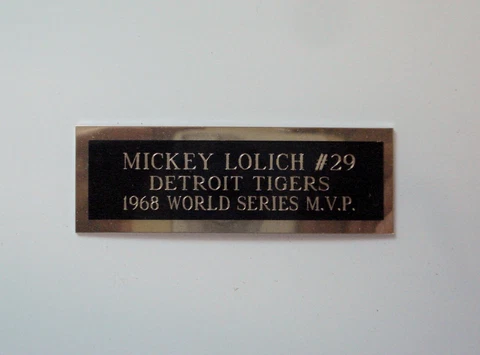 MICKEY LOLICH #29
DETROIT TIGERS
1968 WORLD SERIES M.V.P.